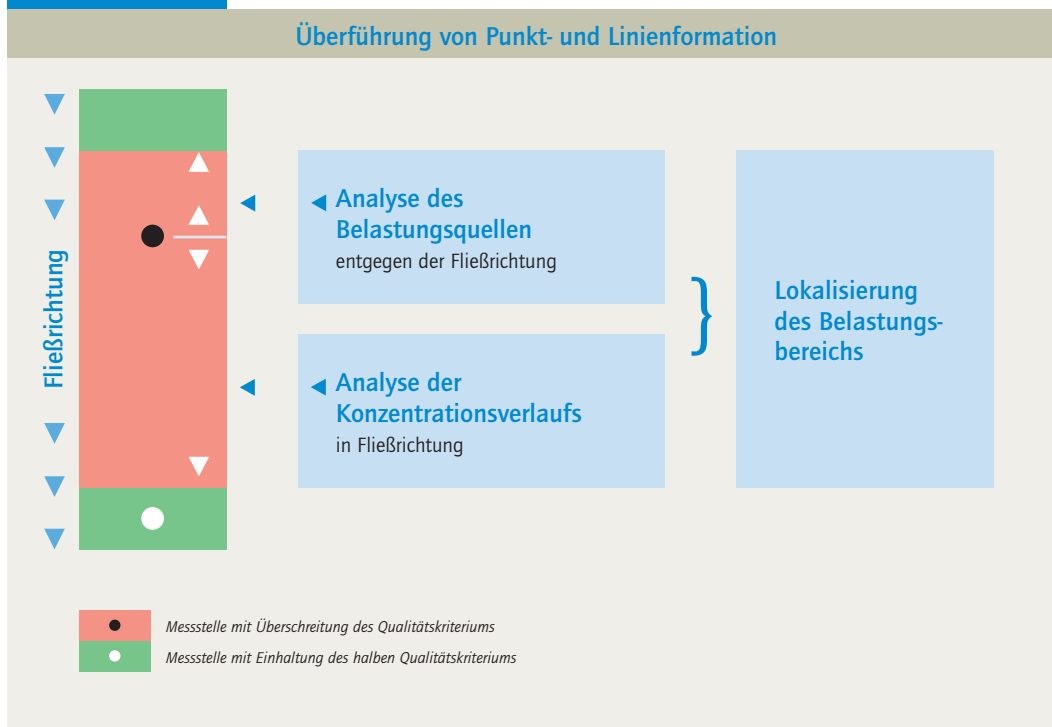 Überführung von Punkt- und Linienformation
Fließrichtung
Analyse des
Belastungsquellen
entgegen der Fließrichtung
Analyse der
Konzentrationsverlaufs
in Fließrichtung
}
Lokalisierung
des Belastungs-
bereichs
Messstelle mit Überschreitung des Qualitätskriteriums
Messstelle mit Einhaltung des halben Qualitätskriteriums